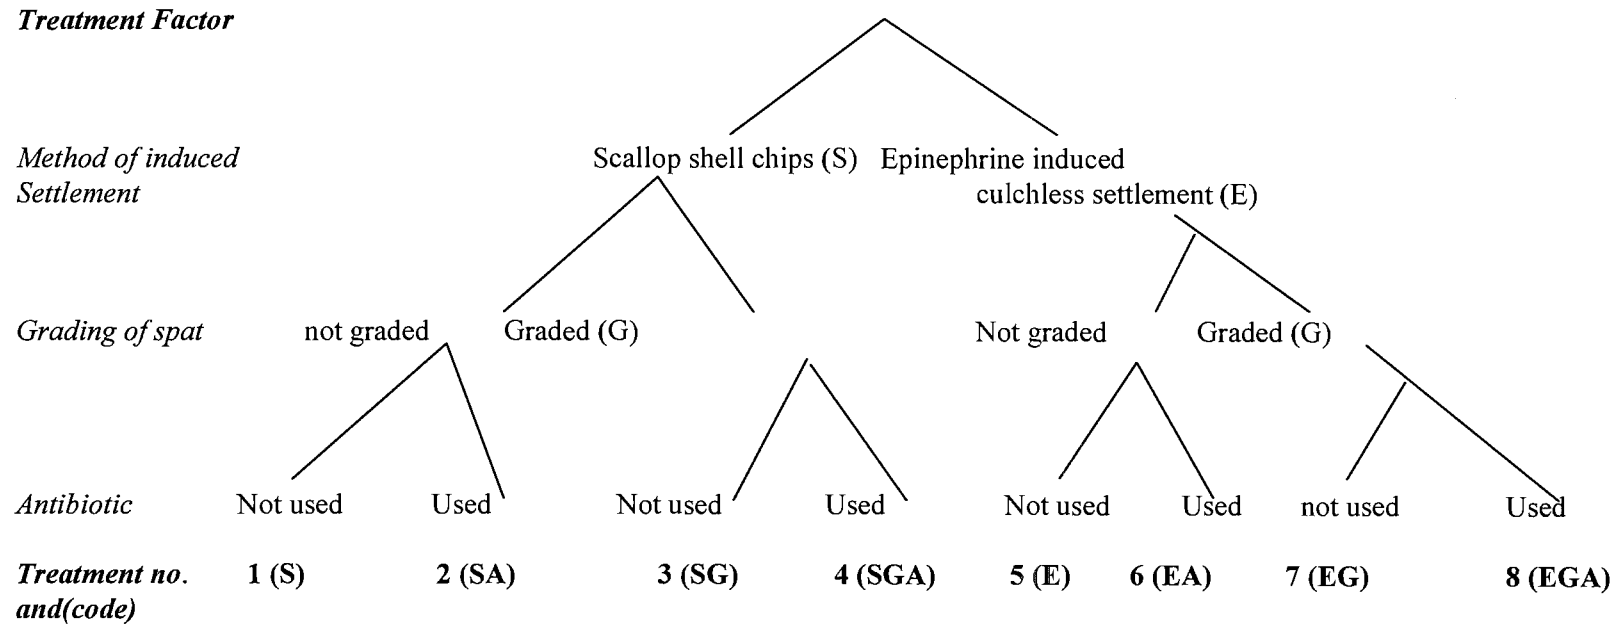 Treatment Factor
Method of induced Scallop shell chips (S) Epinephrine induced
Settlement culchless settlement (E)
Grading of spat not graded Graded (G) Not graded Graded (G)
Antibiotic Not used Used Not used Used Not used Used not used Used
Treatment no. 1 (S) 2 (SA) 3 (SG) 4 (SGA) 5 (E) 6 (EA) 7 (EG) 8 (EGA)
and(code)